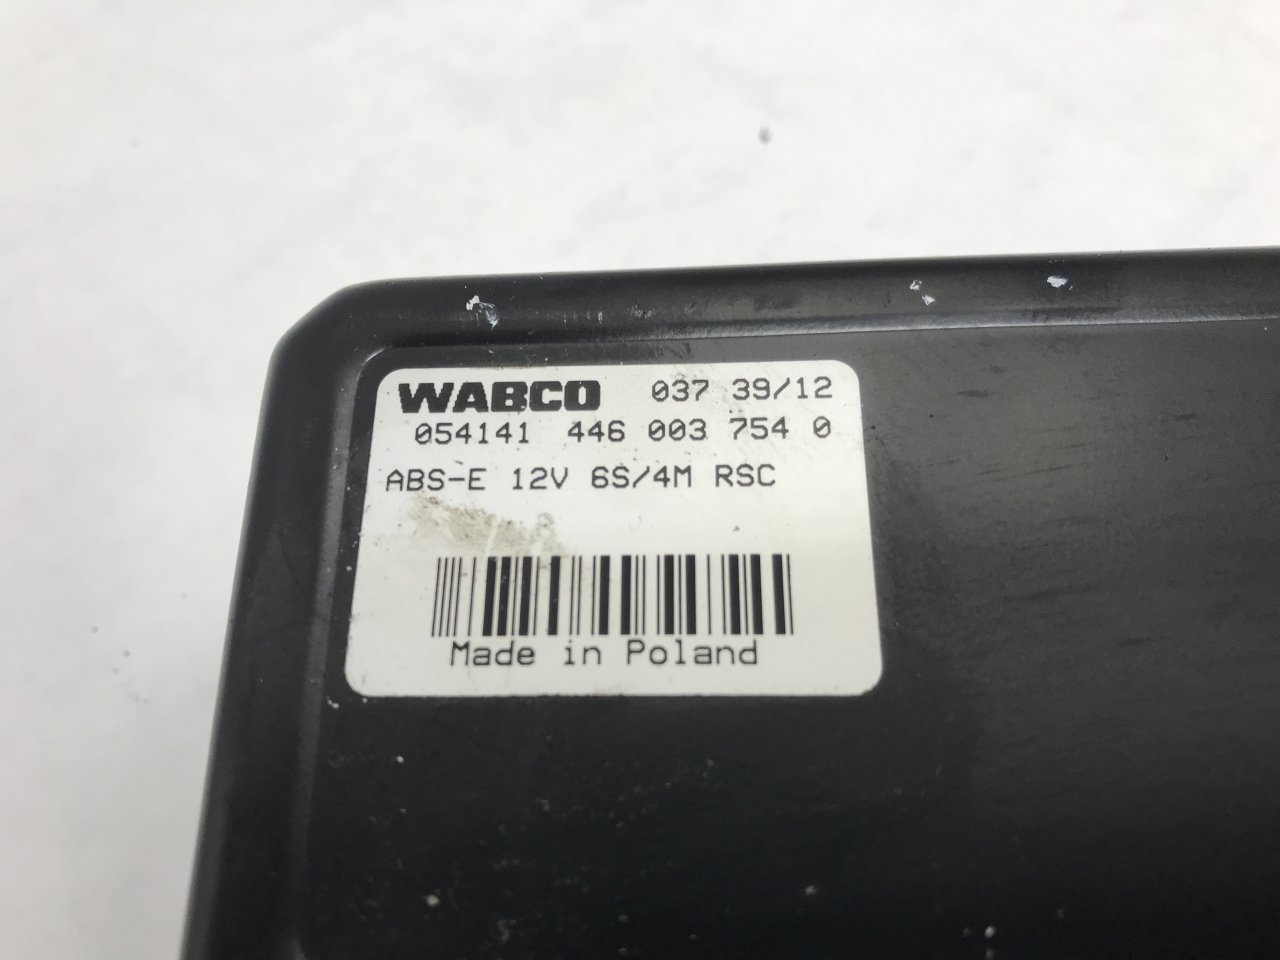 WABCO 037 39/12
054141 446 003 754 0
ABS-E 12V 6S/4M RSC
Made in Poland